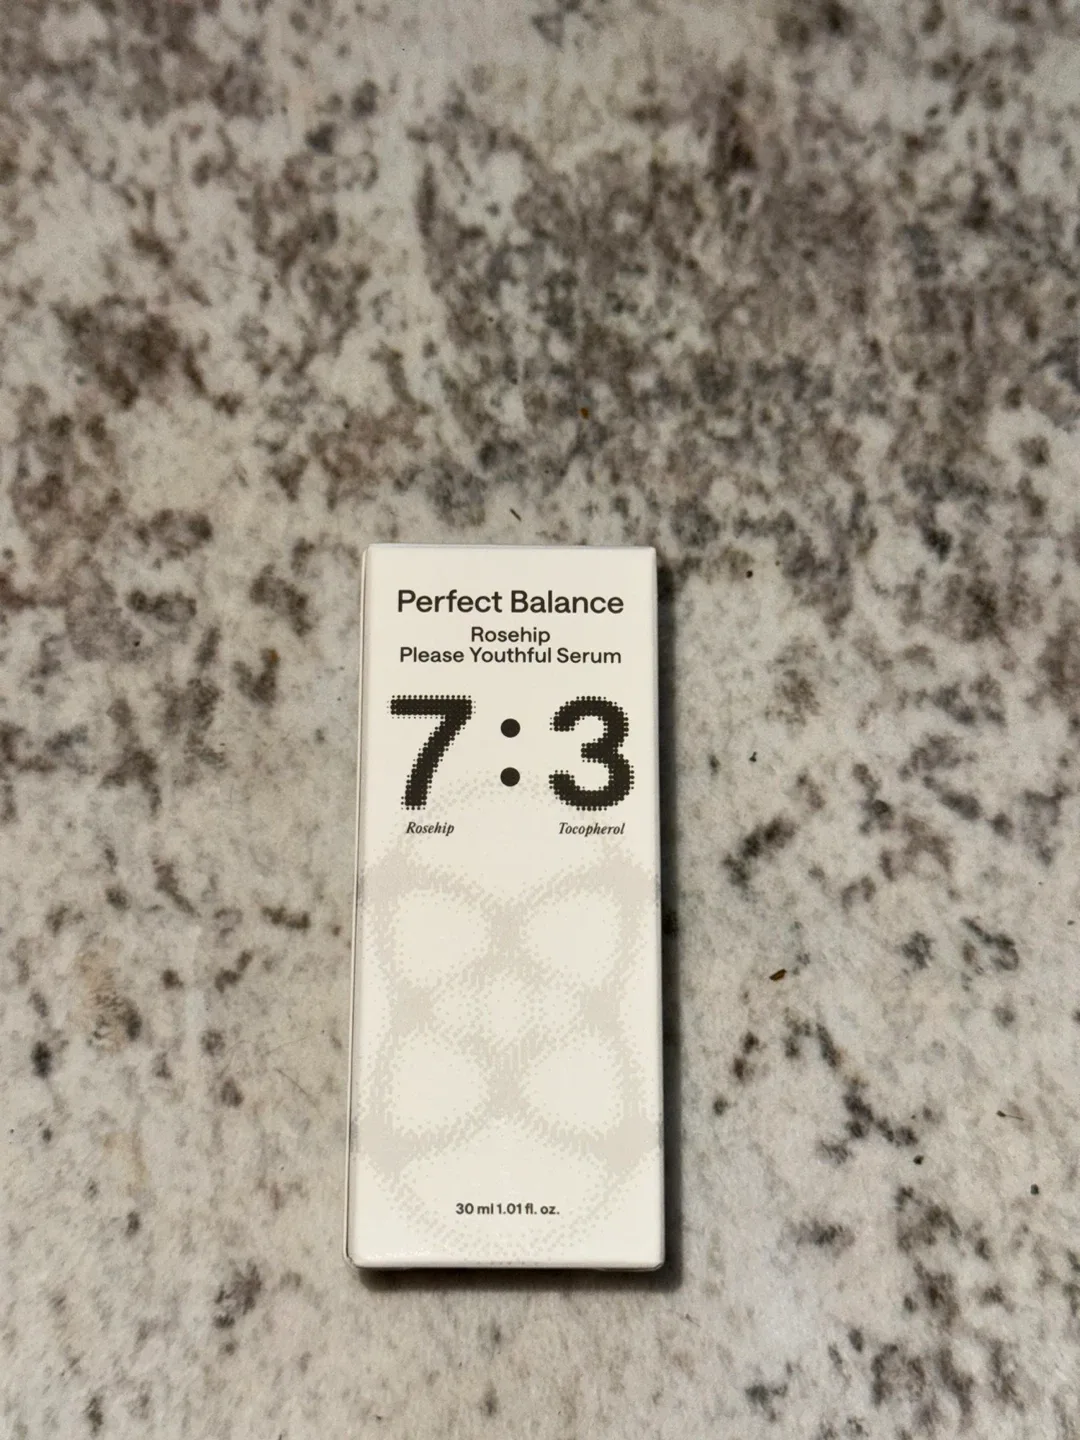 Perfect Balance
Rosehip
Please Youthful Serum
7 : 3
Rosehip Tocopherol
30 ml 1.01 fl. oz.